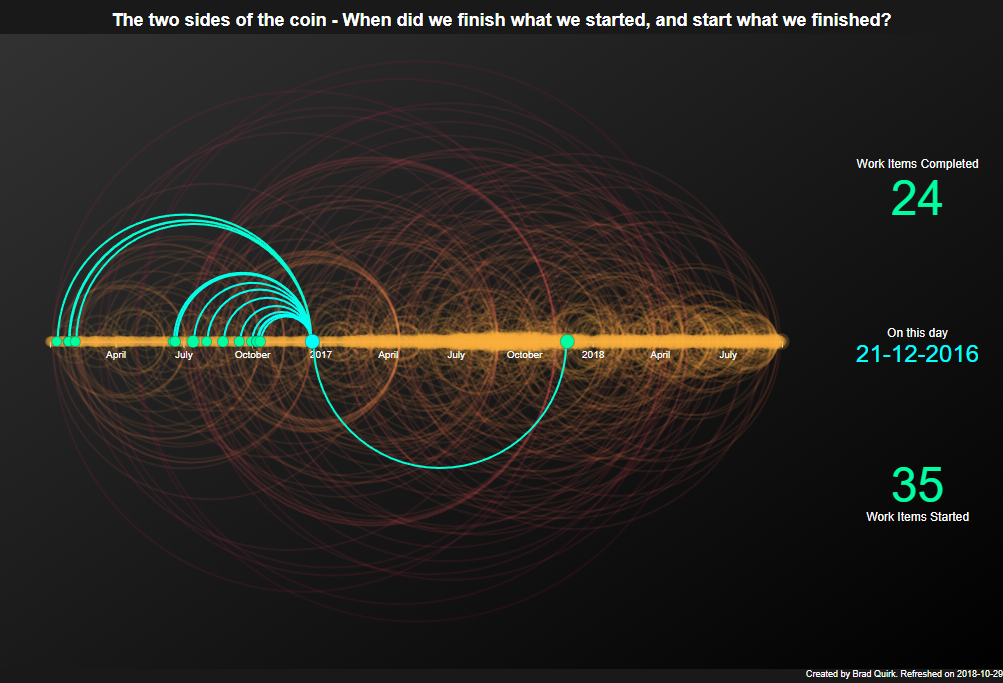 The two sides of the coin - When did we finish what we started, and start what we finished?
Work Items Completed
24
On this day
21-12-2016
April July October 2017 April July October 2018 April July
35
Work Items Started
Created by Brad Quirk. Refreshed on 2018-10-29